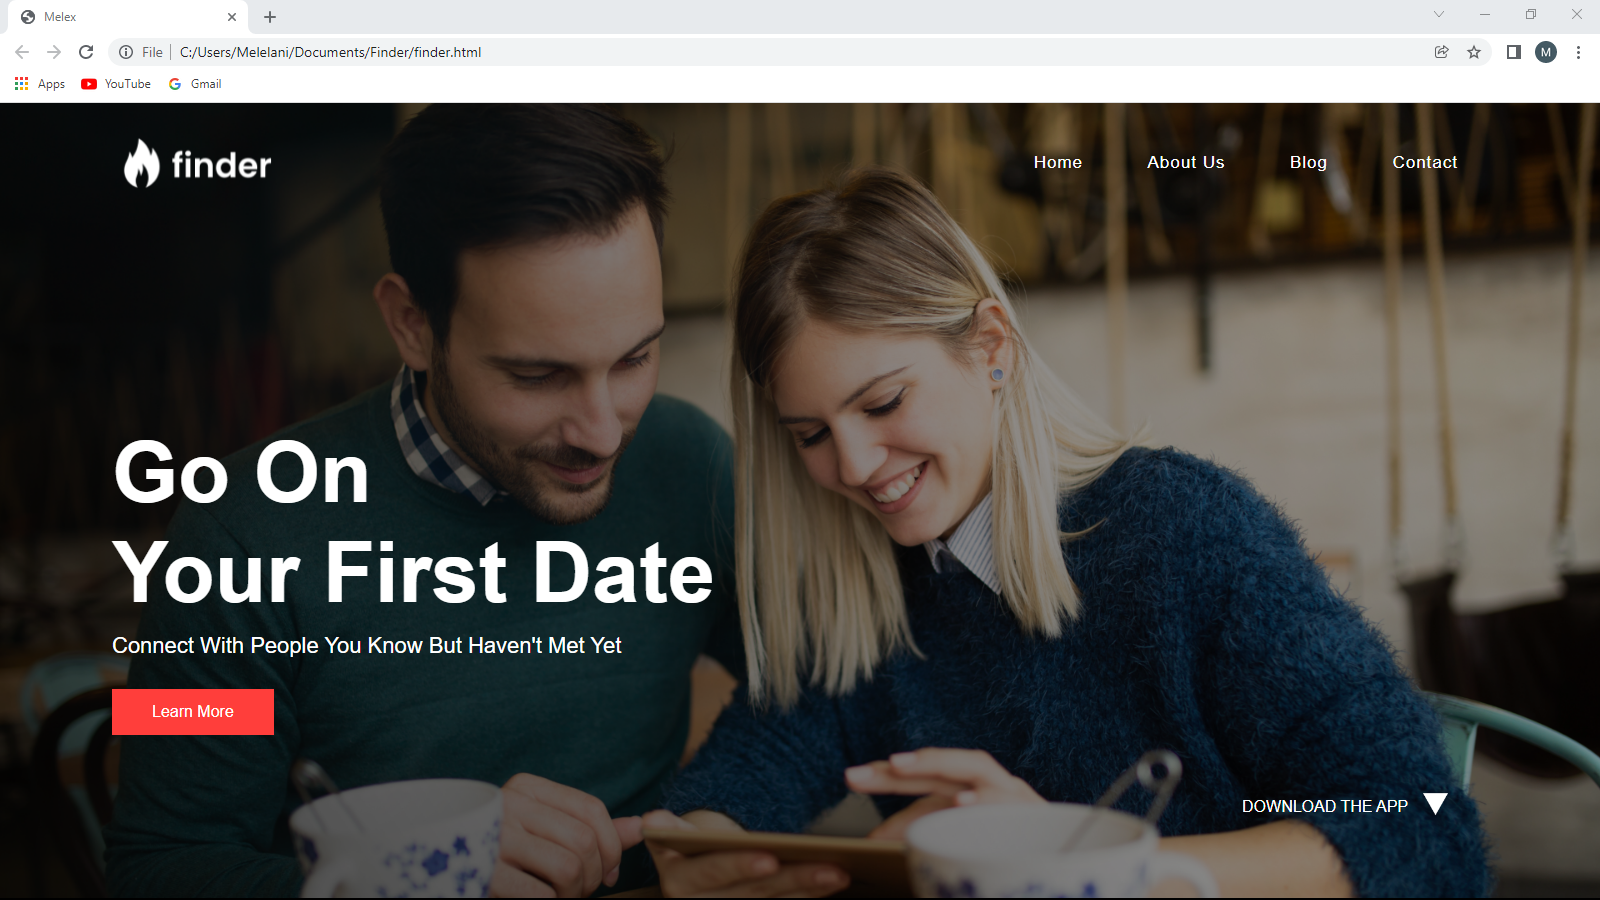 Melex
File
C:/Users/Melelani/Documents/Finder/finder.html
M
Apps
YouTube
Gmail
finder
Home
About Us
Blog
Contact
Go On
Your First Date
Connect With People You Know But Haven't Met Yet
Learn More
DOWNLOAD THE APP